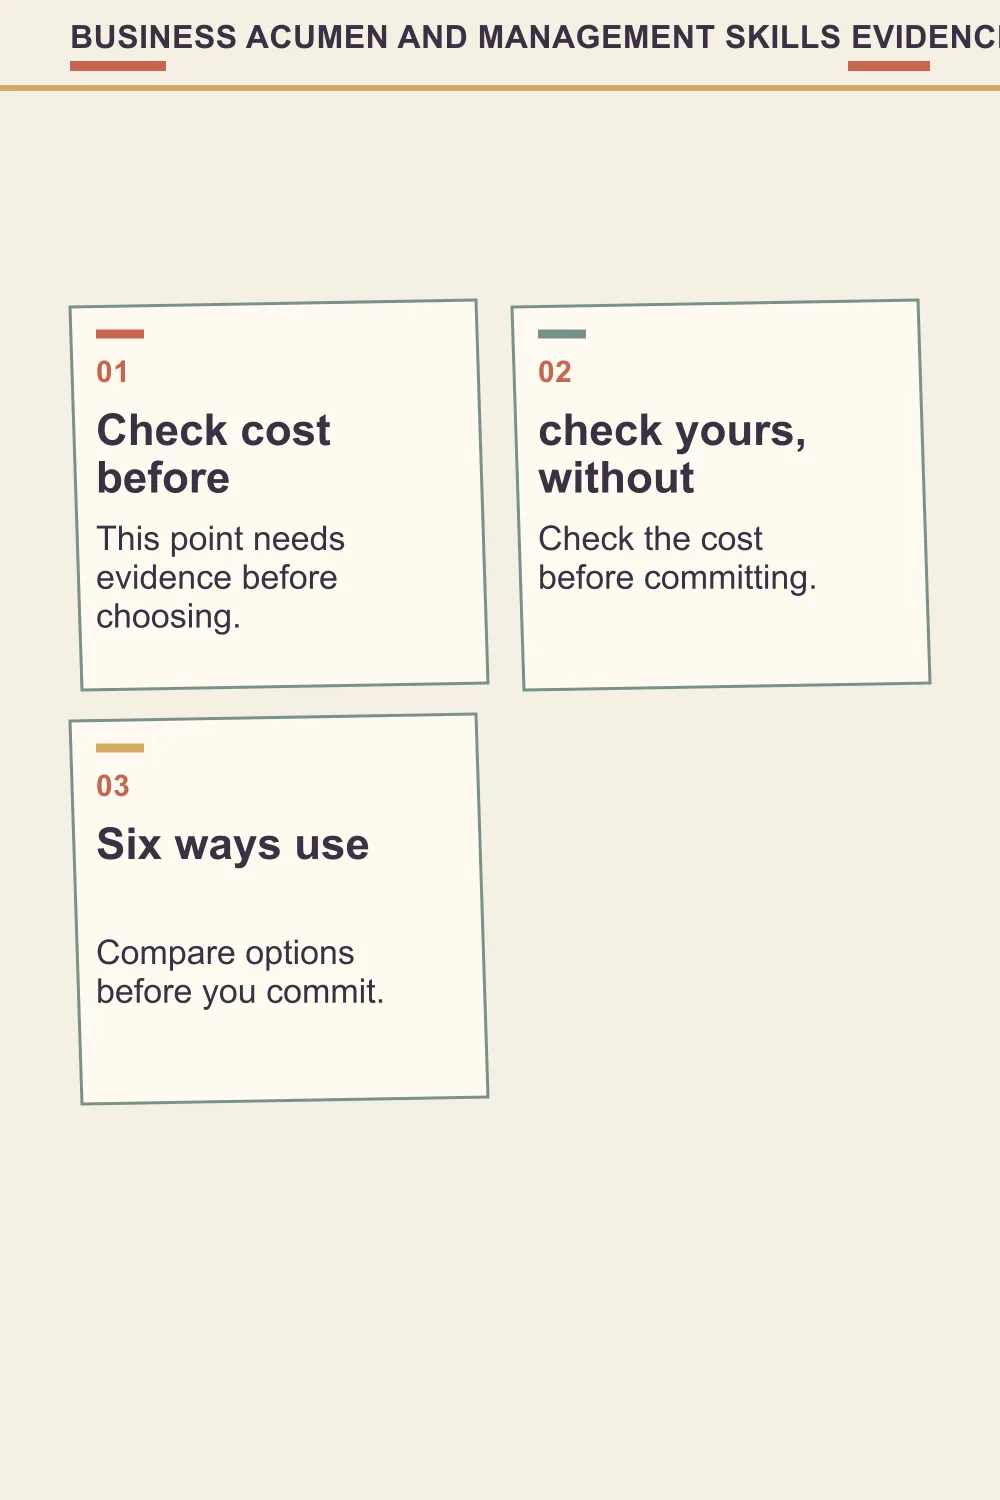 BUSINESS ACUMEN AND MANAGEMENT SKILLS EVIDENC
01
Check cost
before
This point needs
evidence before
choosing.
02
check yours,
without
Check the cost
before committing.
03
Six ways use
Compare options
before you commit.